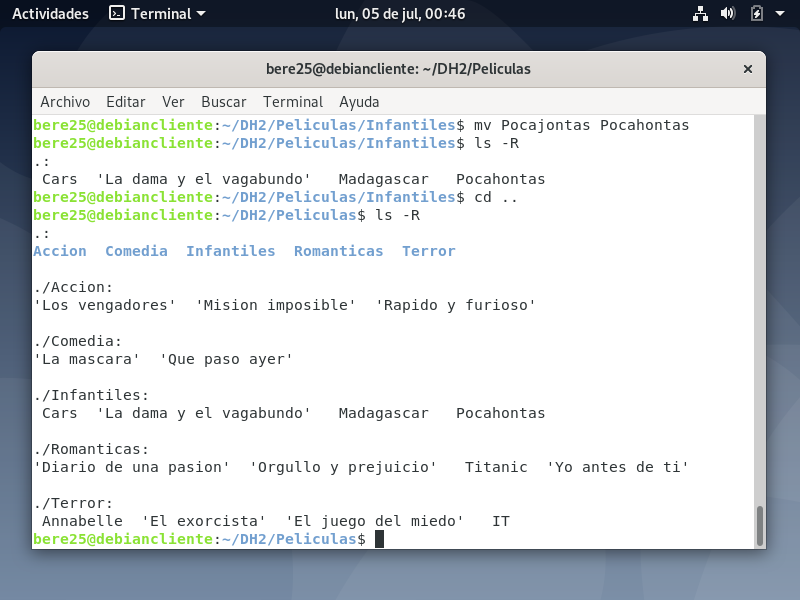 Actividades Terminal lun, 05 de jul, 00:46
bere25@debiancliente: ~/DH2/Peliculas
Archivo Editar Ver Buscar Terminal Ayuda
bere25@debiancliente:~/DH2/Peliculas/Infantiles$ mv Pocajontas Pocahontas
bere25@debiancliente:~/DH2/Peliculas/Infantiles$ ls -R
.:
 Cars  'La dama y el vagabundo'   Madagascar   Pocahontas
bere25@debiancliente:~/DH2/Peliculas/Infantiles$ cd ..
bere25@debiancliente:~/DH2/Peliculas$ ls -R
.:
Accion  Comedia  Infantiles  Romanticas  Terror
./Accion:
'Los vengadores'  'Mision imposible'  'Rapido y furioso'
./Comedia:
'La mascara'  'Que paso ayer'
./Infantiles:
 Cars  'La dama y el vagabundo'   Madagascar   Pocahontas
./Romanticas:
'Diario de una pasion'  'Orgullo y prejuicio'   Titanic  'Yo antes de ti'
./Terror:
 Annabelle  'El exorcista'  'El juego del miedo'   IT
bere25@debiancliente:~/DH2/Peliculas$